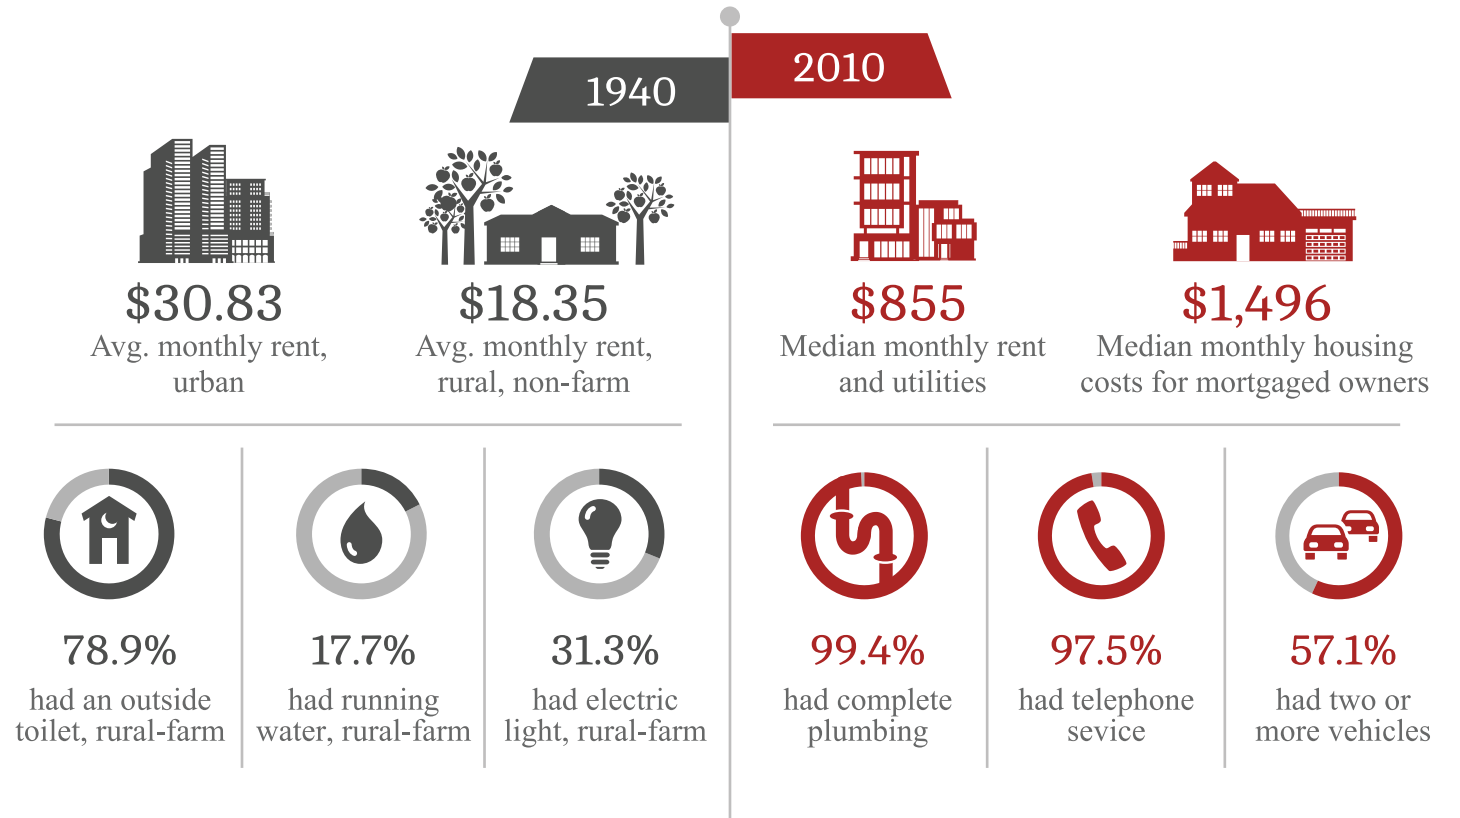 1940
2010
$30.83
Avg. monthly rent,
urban
$18.35
Avg. monthly rent,
rural, non-farm
$855
Median monthly rent
and utilities
$1,496
Median monthly housing
costs for mortgaged owners
78.9%
had an outside
toilet, rural-farm
17.7%
had running
water, rural-farm
31.3%
had electric
light, rural-farm
99.4%
had complete
plumbing
97.5%
had telephone
sevice
57.1%
had two or
more vehicles